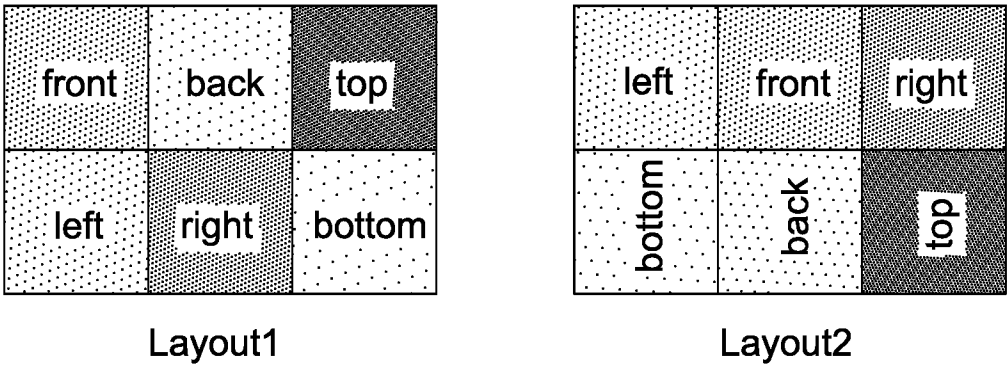 front back top
left right bottom
Layout1
left front right
bottom back top
Layout2